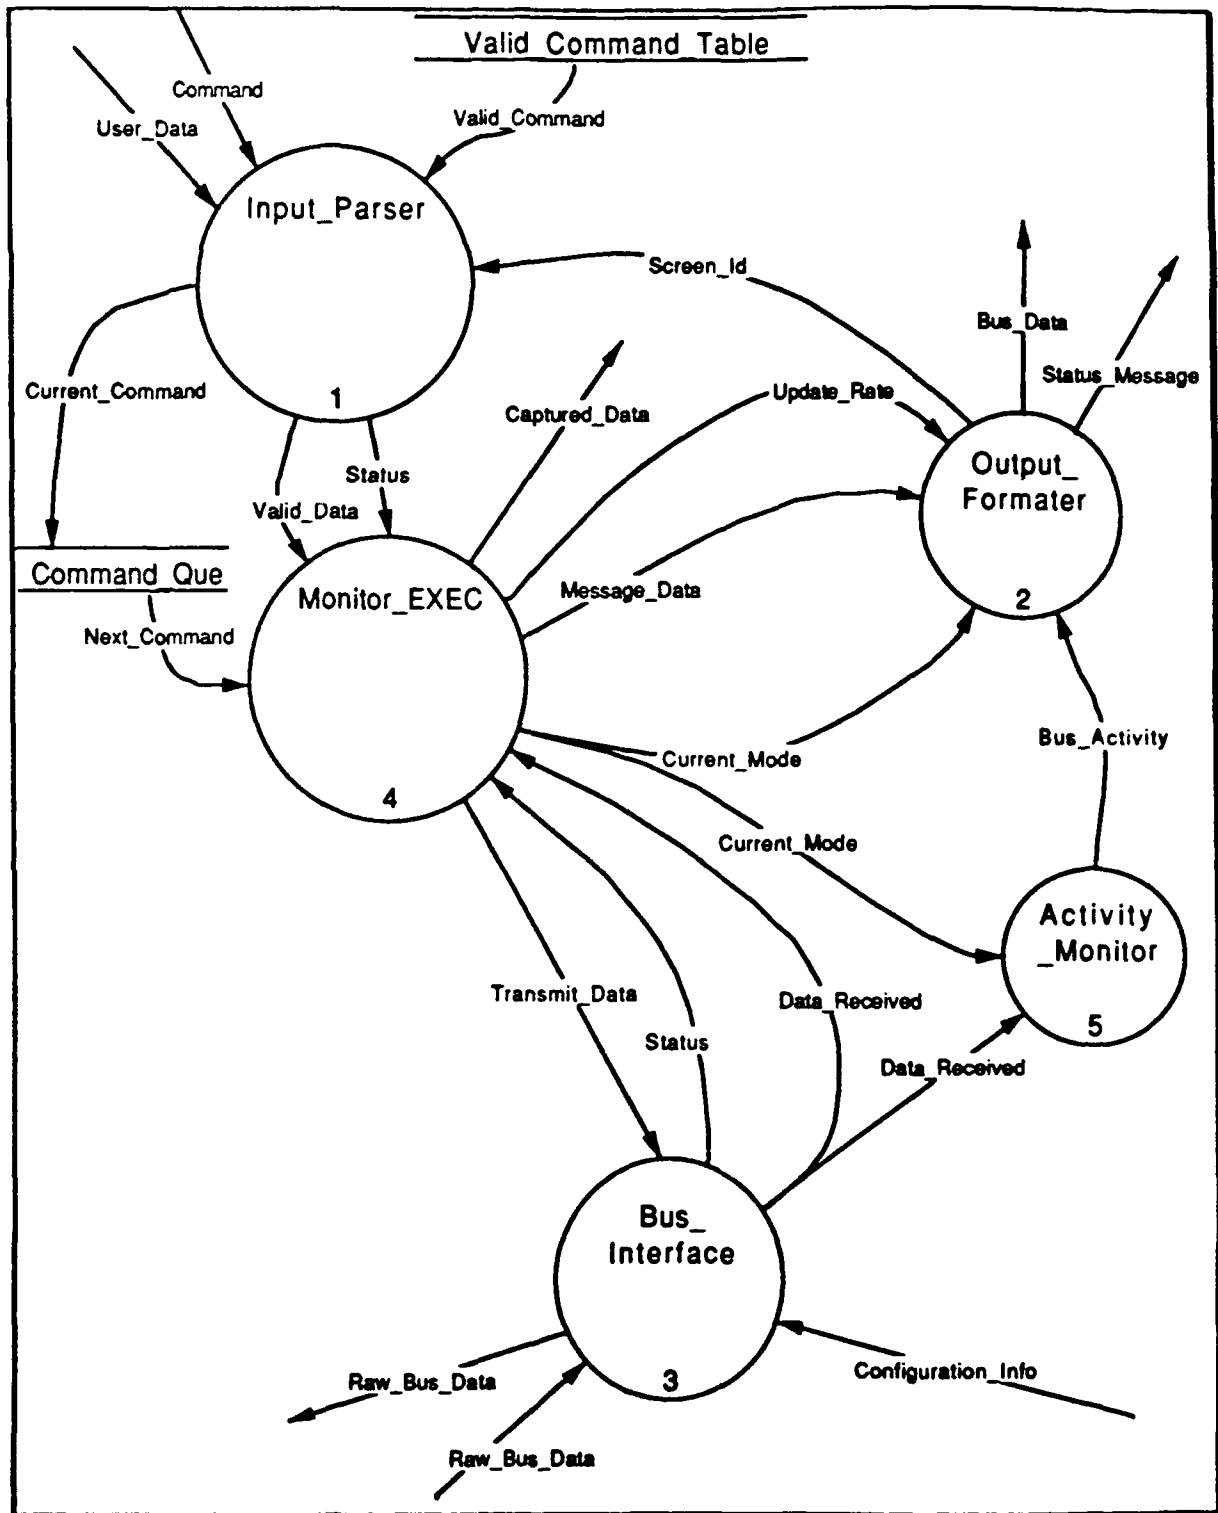 Valid_Command_Table
Command
Valid_Command
User_Data
Input_Parser
1
Screen_Id
Bus_Data
Status_Message
Current_Command
Captured_Data
Update_Rate
Status
Valid_Data
Output_
Formater
2
Command_Que
Monitor_EXEC
4
Message_Data
Next_Command
Current_Mode
Bus_Activity
Current_Mode
Activity
_Monitor
5
Transmit_Data
Data_Received
Status
Data_Received
Bus_
Interface
3
Raw_Bus_Data
Configuration_Info
Raw_Bus_Data